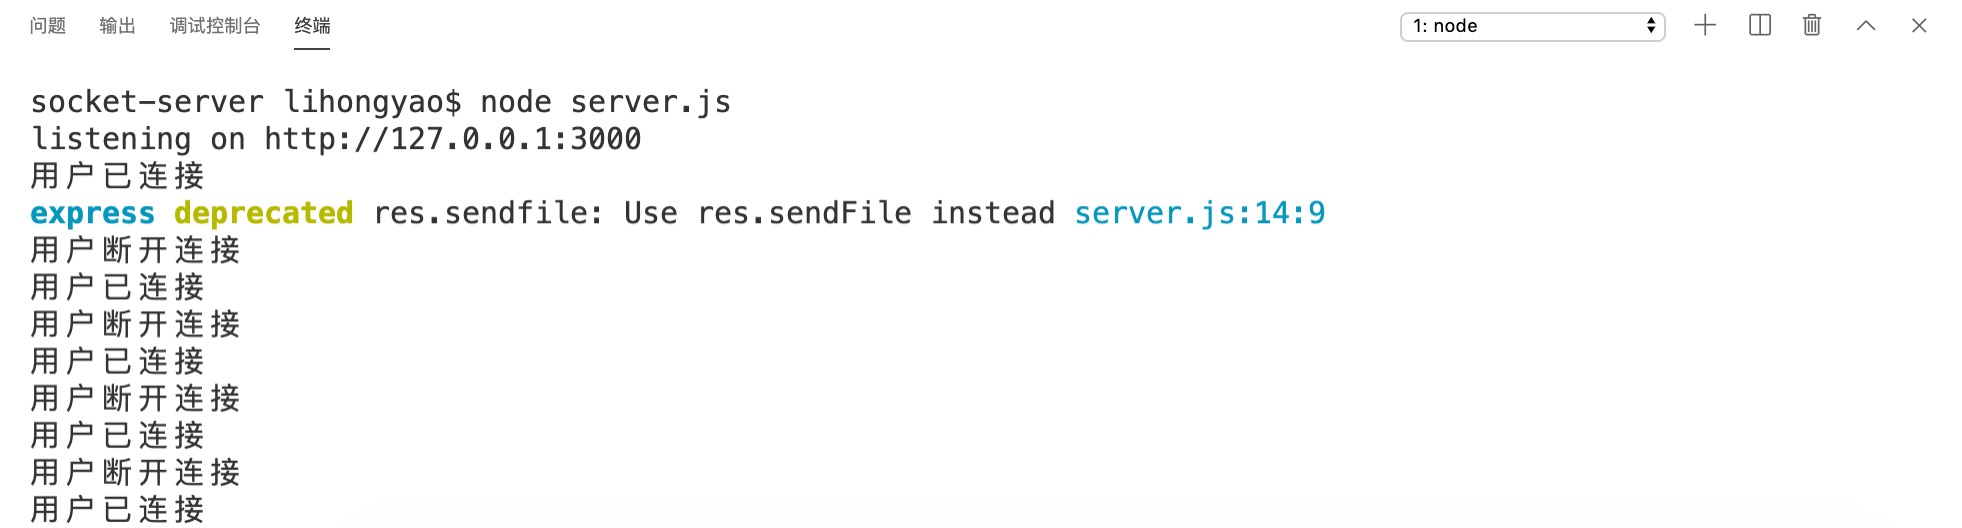 问题 输出 调试控制台 终端 1: node
socket-server lihongyao$ node server.js
listening on http://127.0.0.1:3000
用户已连接
express deprecated res.sendfile: Use res.sendFile instead server.js:14:9
用户断开连接
用户已连接
用户断开连接
用户已连接
用户断开连接
用户已连接
用户断开连接
用户已连接